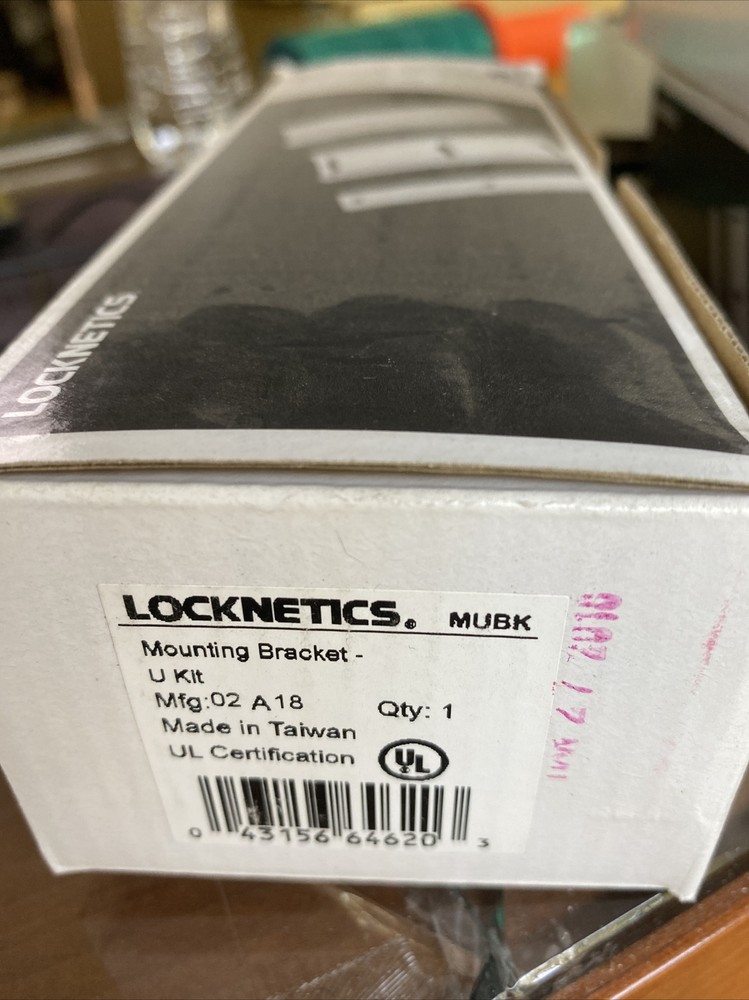 LOCKNETICS
LOCKNETICS® MUBK
Mounting Bracket -
U Kit
Mfg:02 A18 Qty: 1
Made in Taiwan
UL Certification UL
0 43156 64620 3